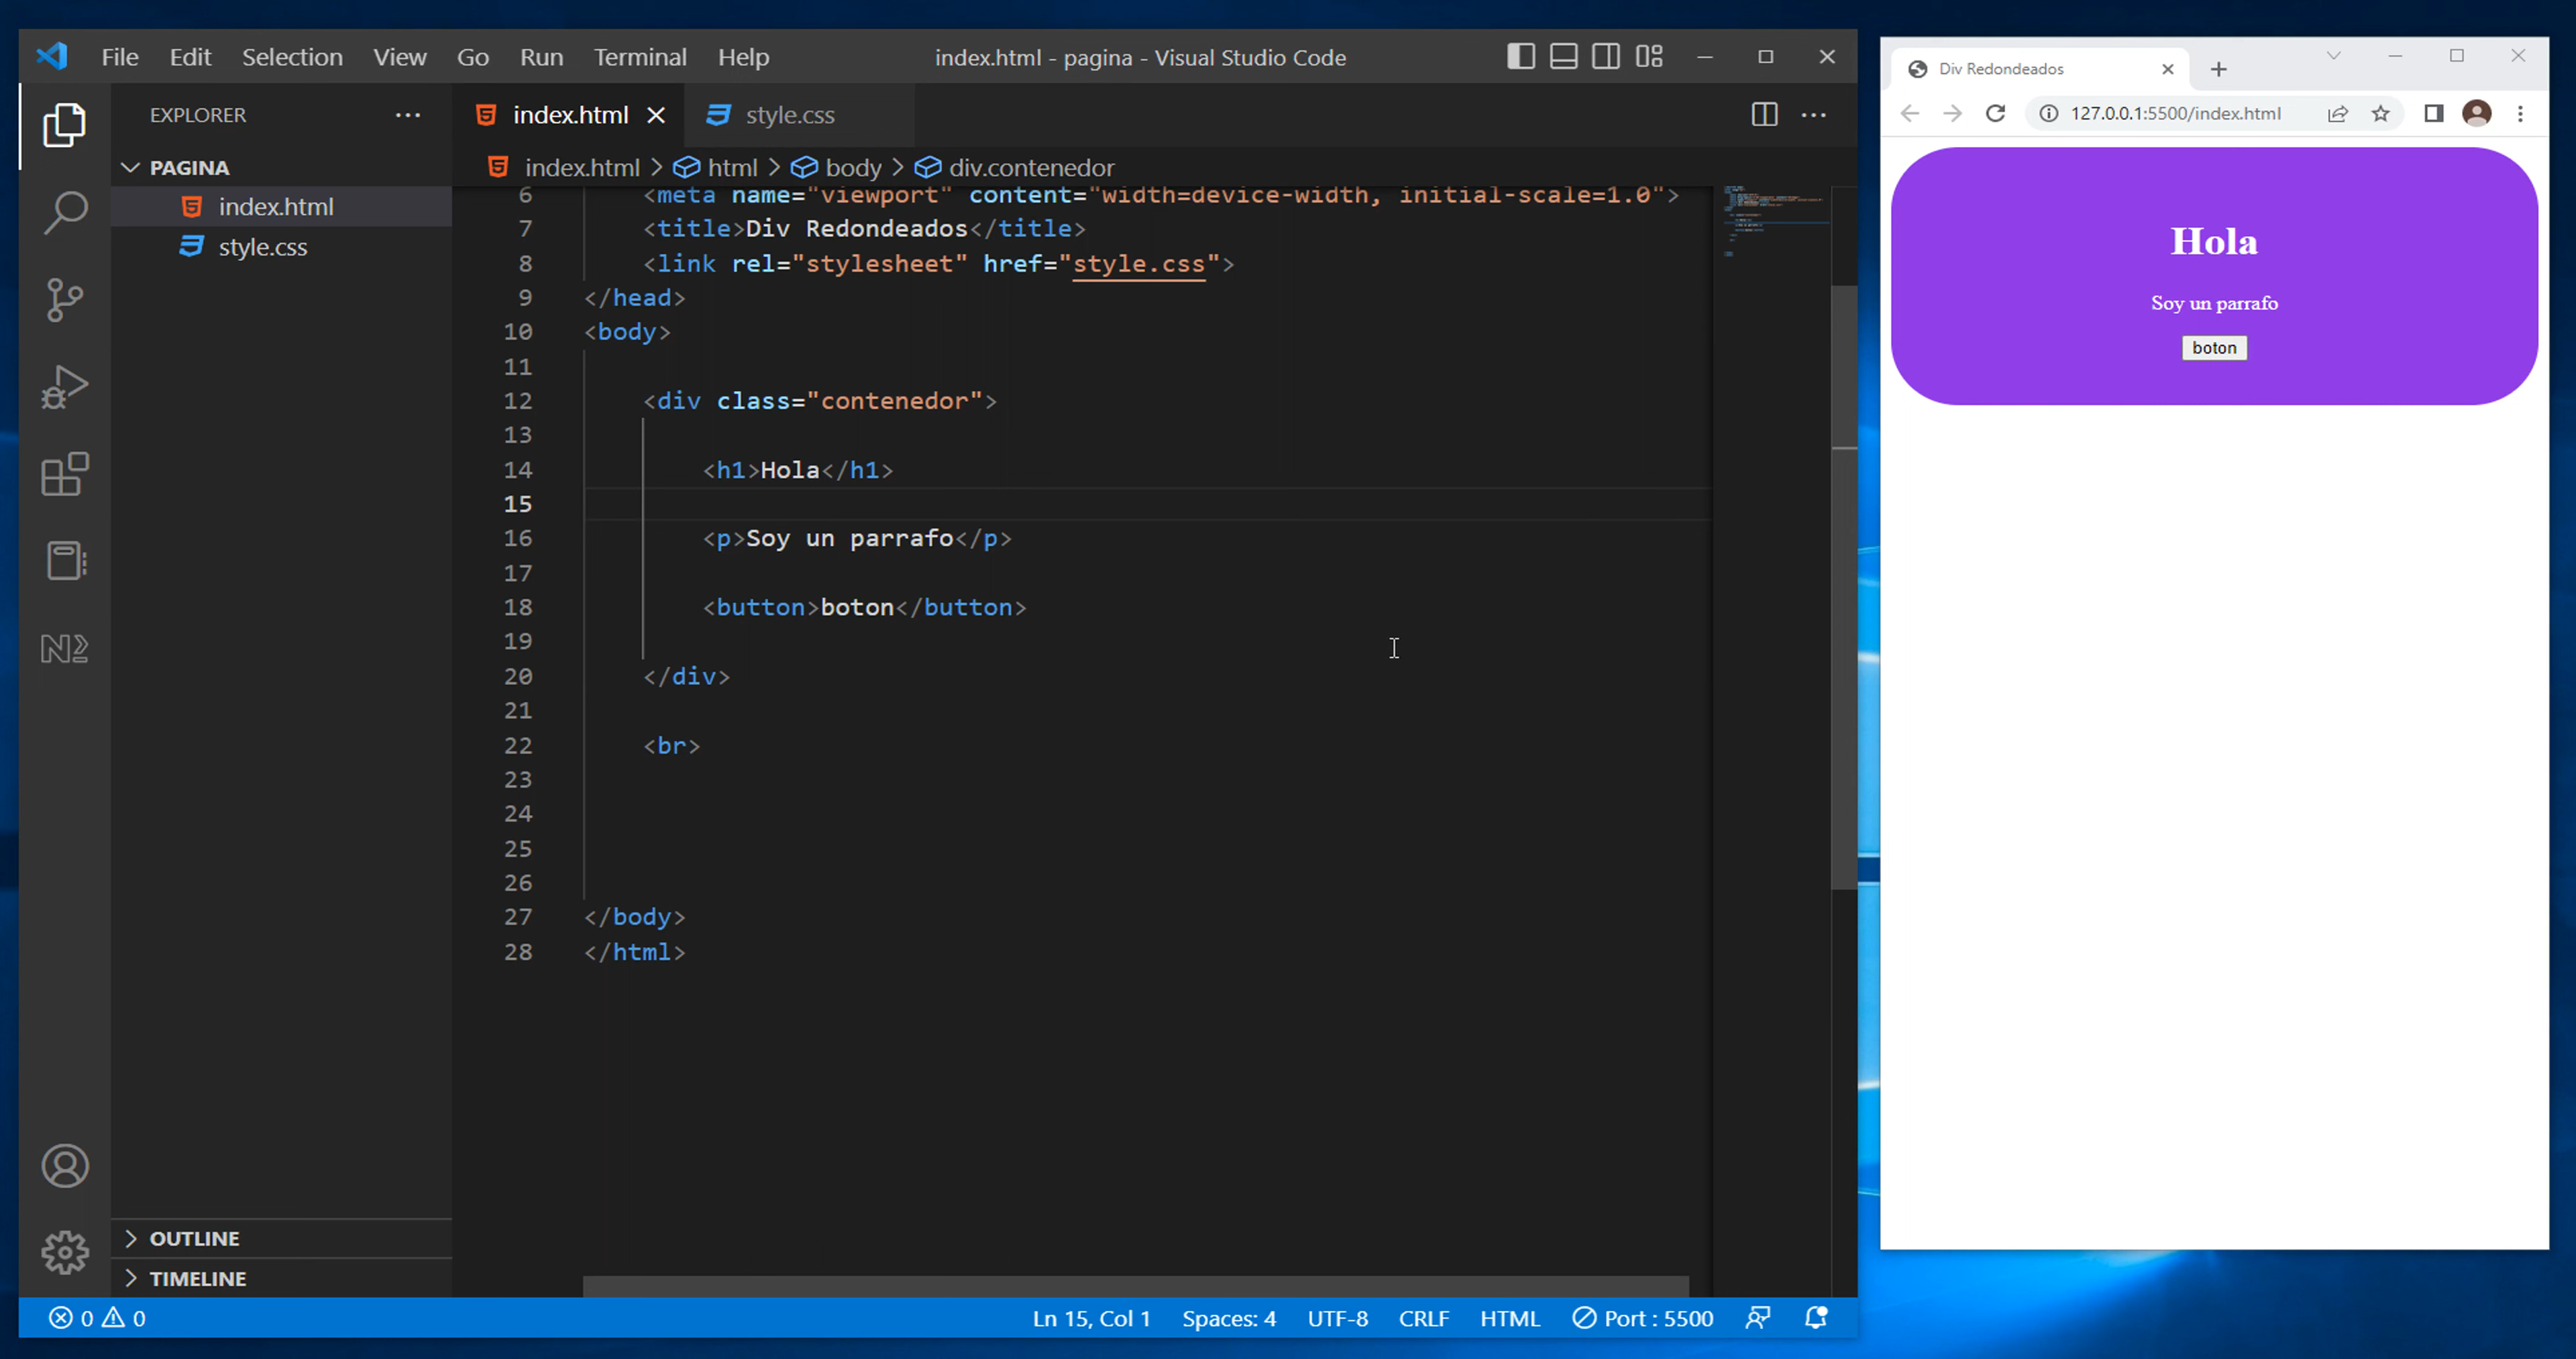 File Edit Selection View Go Run Terminal Help
index.html - pagina - Visual Studio Code
EXPLORER
PAGINA
index.html
style.css
OUTLINE
TIMELINE
index.html style.css
index.html > html > body > div.contenedor
6 <meta name="viewport" content="width=device-width, initial-scale=1.0">
7 <title>Div Redondeados</title>
8 <link rel="stylesheet" href="style.css">
9 </head>
10 <body>
11
12 <div class="contenedor">
13
14 <h1>Hola</h1>
15
16 <p>Soy un parrafo</p>
17
18 <button>boton</button>
19
20 </div>
21
22 <br>
23
24
25
26
27 </body>
28 </html>
0 0 Ln 15, Col 1 Spaces: 4 UTF-8 CRLF HTML Port : 5500
Div Redondeados
127.0.0.1:5500/index.html
Hola
Soy un parrafo
boton